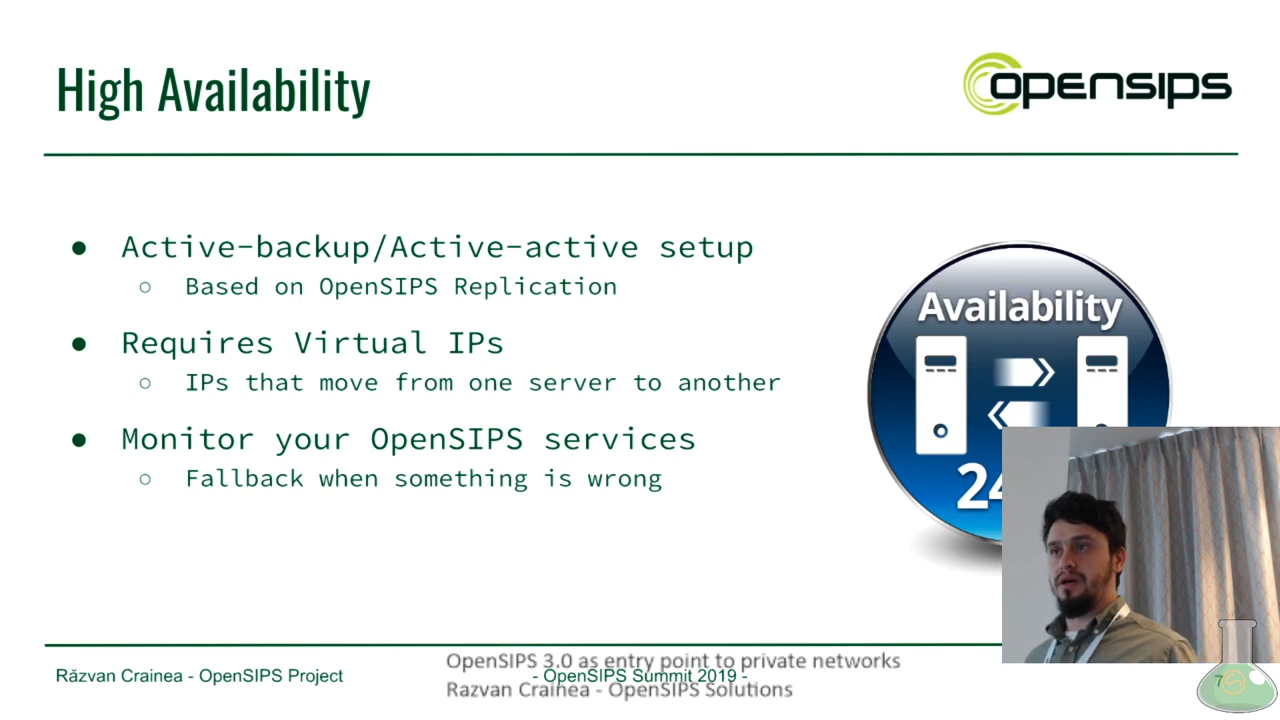 High Availability
opensips
● Active-backup/Active-active setup
○ Based on OpenSIPS Replication
● Requires Virtual IPs
○ IPs that move from one server to another
● Monitor your OpenSIPS services
○ Fallback when something is wrong
Availability
24
Răzvan Crainea - OpenSIPS Project
- OpenSIPS Summit 2019 -
OpenSIPS 3.0 as entry point to private networks
Razvan Crainea - OpenSIPS Solutions
7